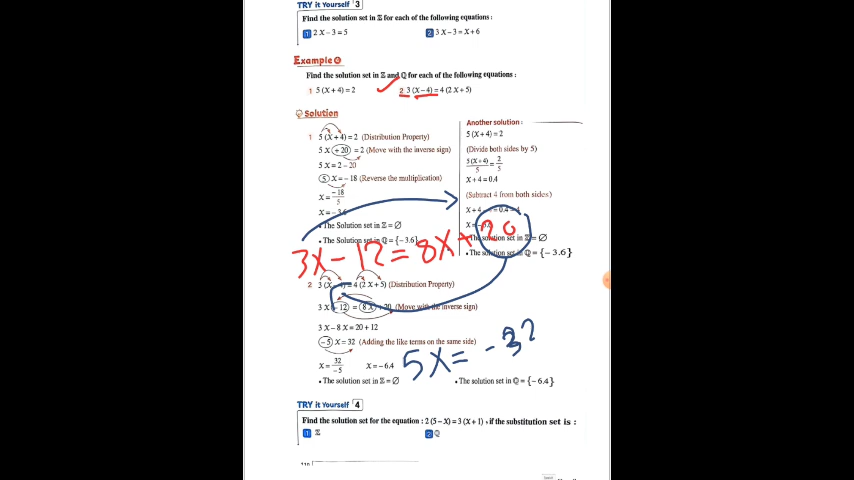 TRY it Yourself 3
Find the solution set in ℤ for each of the following equations :
1 2 X – 3 = 5
2 3 X – 3 = X + 6
Example 4
Find the solution set in ℤ and ℚ for each of the following equations :
1 5 (X + 4) = 2
2 3 (X – 4) = 4 (2 X + 5)
Solution
1 5 (X + 4) = 2 (Distribution Property)
5 X + 20 = 2 (Move with the inverse sign)
5 X = 2 – 20
5 X = – 18 (Reverse the multiplication)
X = –18/5
X = – 3.6
• The Solution set in ℤ = ∅
• The Solution set in ℚ = {– 3.6}
Another solution :
5 (X + 4) = 2
(Divide both sides by 5)
5(X+4)/5 = 2/5
X + 4 = 0.4
(Subtract 4 from both sides)
X + 4 – = 0.4 – 4
X = – 3.6
• The solution set in ℤ = ∅
• The solution set in ℚ = {– 3.6}
3X – 12 = 8X + 20
2 3 (X – 4) = 4 (2 X + 5) (Distribution Property)
3 X – 12 = 8 X + 20 (Move with the inverse sign)
3 X – 8 X = 20 + 12
– 5 X = 32 (Adding the like terms on the same side)
X = 32/–5 X = – 6.4
5X = – 32
• The solution set in ℤ = ∅
• The solution set in ℚ = {– 6.4}
TRY it Yourself 4
Find the solution set for the equation : 2 (5 – X) = 3 (X + 1) , if the substitution set is :
1 ℤ
2 ℚ